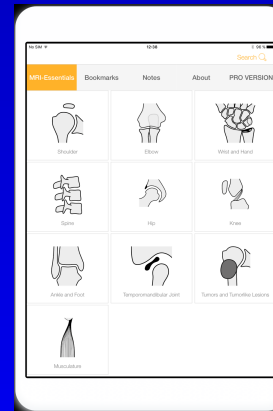 No SIM 12:38 96 %
Search
MRI-Essentials Bookmarks Notes About PRO VERSION
Shoulder Elbow Wrist and Hand
Spine Hip Knee
Ankle and Foot Temporomandibular Joint Tumors and Tumorlike Lesions
Musculature